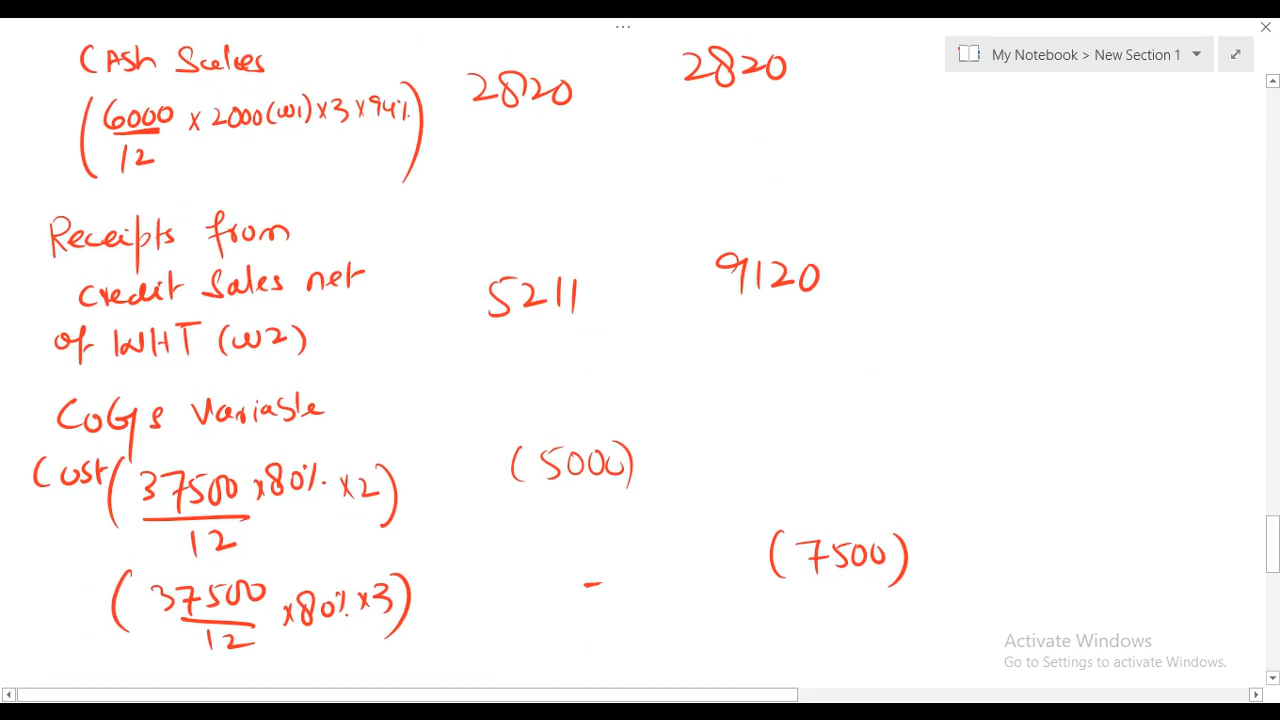 ...
My Notebook > New Section 1
CASh Sales 2820 2820
(6000/12 × 2000(W1) × 3 × 94%)
Receipts from
credit Sales net 5211 9120
of WHT (W2)
CoGs Variable
Cost (37500/12 × 80% × 2) (5000)
(37500/12 × 80% × 3) - (7500)
Activate Windows
Go to Settings to activate Windows.